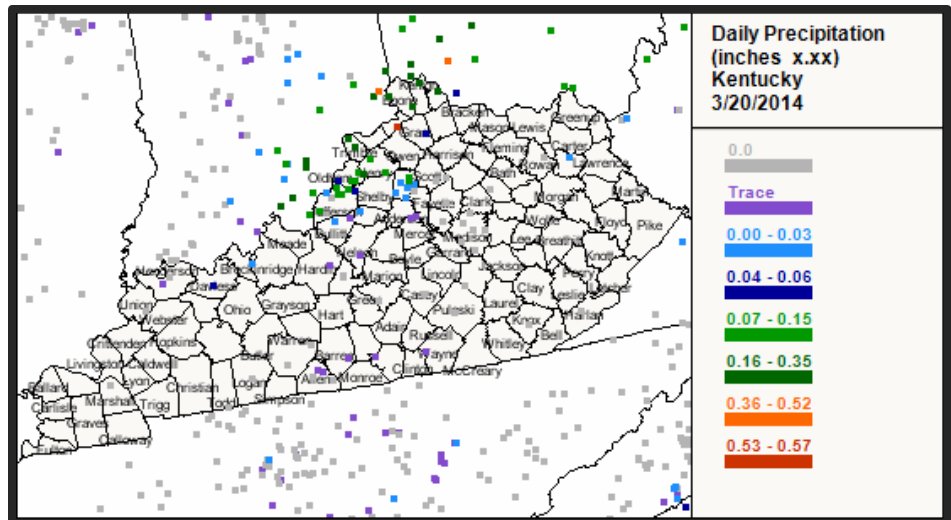 Daily Precipitation
(inches x.xx)
Kentucky
3/20/2014
0.0
Trace
0.00 - 0.03
0.04 - 0.06
0.07 - 0.15
0.16 - 0.35
0.36 - 0.52
0.53 - 0.57
Boone
Bracken
Mason Lewis
Greenup
Trimble
Owen Harrison
Fleming
Carter
Rowan
Lawrence
Bath
Oldham
Henry
Scott
Shelby
Fayette
Clark
Morgan
Martin
Anderson
Wolfe
Floyd
Pike
Bullitt
Mercer
Madison
Lee
Breathitt
Meade
Nelson
Boyle
Garrard
Knott
Henderson
Daviess
Breckinridge
Hardin
Marion
Lincoln
Jackson
Perry
Letcher
Union
Webster
Ohio
Grayson
Hart
Green
Casey
Pulaski
Laurel
Clay
Leslie
Harlan
Knox
Crittenden
Hopkins
Butler
Warren
Barren
Adair
Russell
Wayne
Whitley
Bell
Livingston
Caldwell
Lyon
Christian
Logan
Allen
Monroe
Clinton
McCreary
Ballard
Carlisle
Marshall
Trigg
Todd
Simpson
Graves
Fulton
Calloway